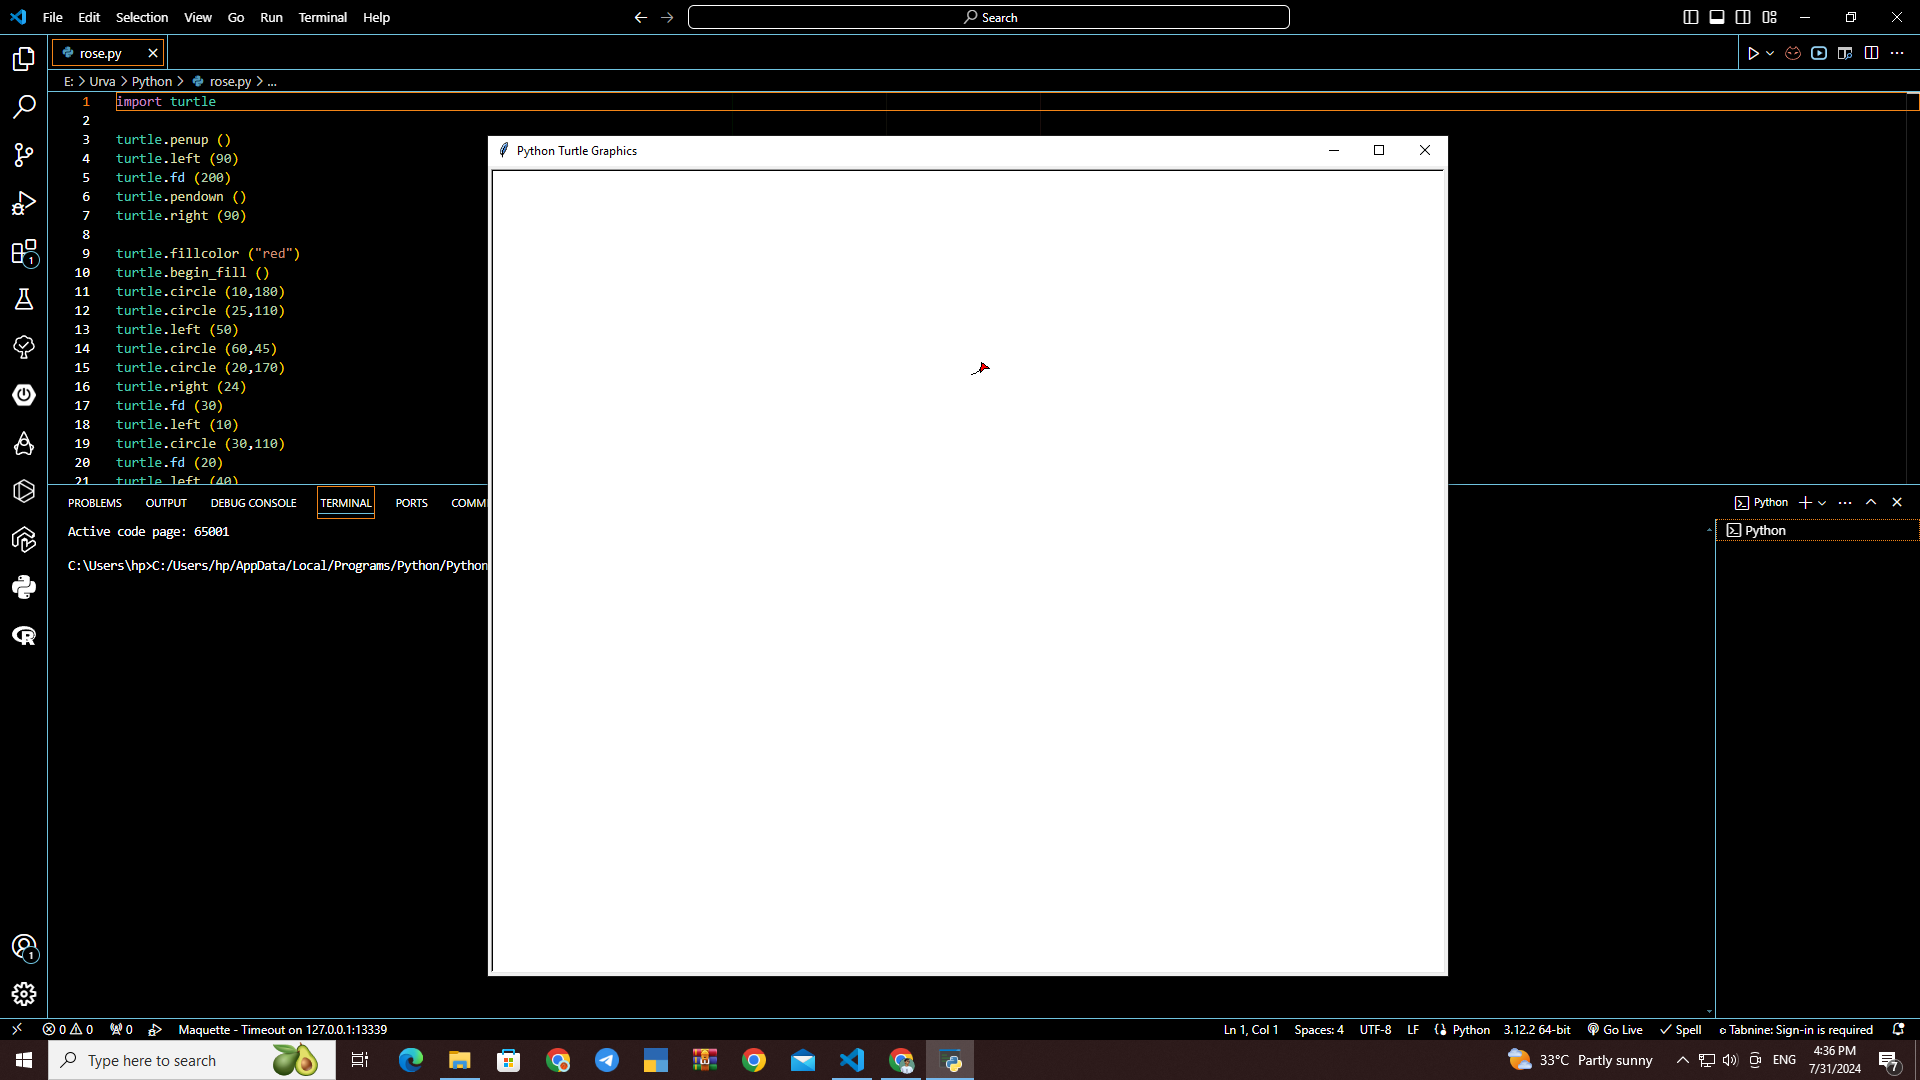 File Edit Selection View Go Run Terminal Help
Search
rose.py
E: > Urva > Python > rose.py > ...
1 import turtle
2
3 turtle.penup ()
4 turtle.left (90)
5 turtle.fd (200)
6 turtle.pendown ()
7 turtle.right (90)
8
9 turtle.fillcolor ("red")
10 turtle.begin_fill ()
11 turtle.circle (10,180)
12 turtle.circle (25,110)
13 turtle.left (50)
14 turtle.circle (60,45)
15 turtle.circle (20,170)
16 turtle.right (24)
17 turtle.fd (30)
18 turtle.left (10)
19 turtle.circle (30,110)
20 turtle.fd (20)
21 turtle.left (40)
Python Turtle Graphics
PROBLEMS OUTPUT DEBUG CONSOLE TERMINAL PORTS COMM
Python
Python
Active code page: 65001
C:\Users\hp>C:/Users/hp/AppData/Local/Programs/Python/Python
1
1
0 0 0 Maquette - Timeout on 127.0.0.1:13339
Ln 1, Col 1 Spaces: 4 UTF-8 LF Python 3.12.2 64-bit Go Live Spell Tabnine: Sign-in is required
Type here to search
33°C Partly sunny
ENG
4:36 PM
7/31/2024
7